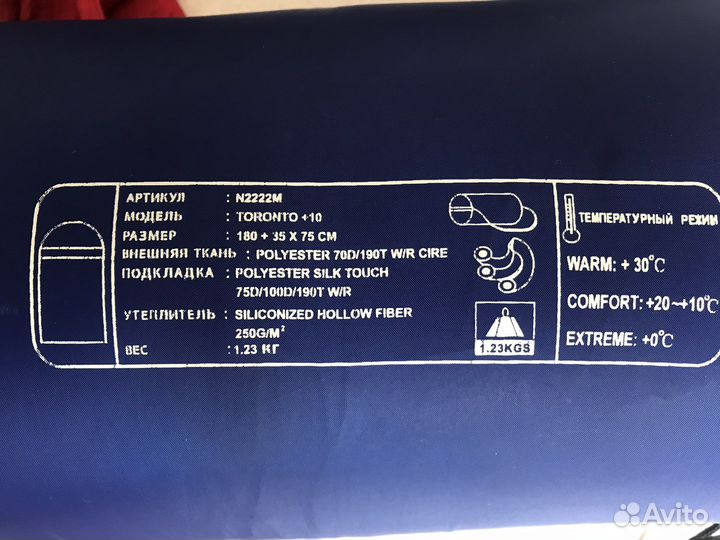 АРТИКУЛ : N2222M
МОДЕЛЬ : TORONTO +10
РАЗМЕР : 180 + 35 X 75 CM
ВНЕШНЯЯ ТКАНЬ : POLYESTER 70D/190T W/R CIRE
ПОДКЛАДКА : POLYESTER SILK TOUCH
75D/100D/190T W/R
УТЕПЛИТЕЛЬ : SILICONIZED HOLLOW FIBER
250G/M²
ВЕС : 1.23 КГ
1.23KGS
ТЕМПЕРАТУРНЫЙ РЕЖИМ
WARM: + 30°C
COMFORT: +20~+10°C
EXTREME: +0°C
Avito